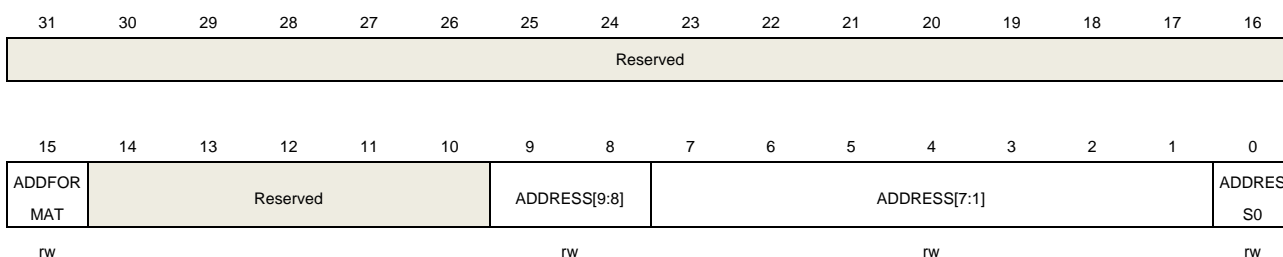 31 30 29 28 27 26 25 24 23 22 21 20 19 18 17 16
Reserved
15 14 13 12 11 10 9 8 7 6 5 4 3 2 1 0
ADDFOR
MAT
Reserved
ADDRESS[9:8]
ADDRESS[7:1]
ADDRES
S0
rw rw rw rw